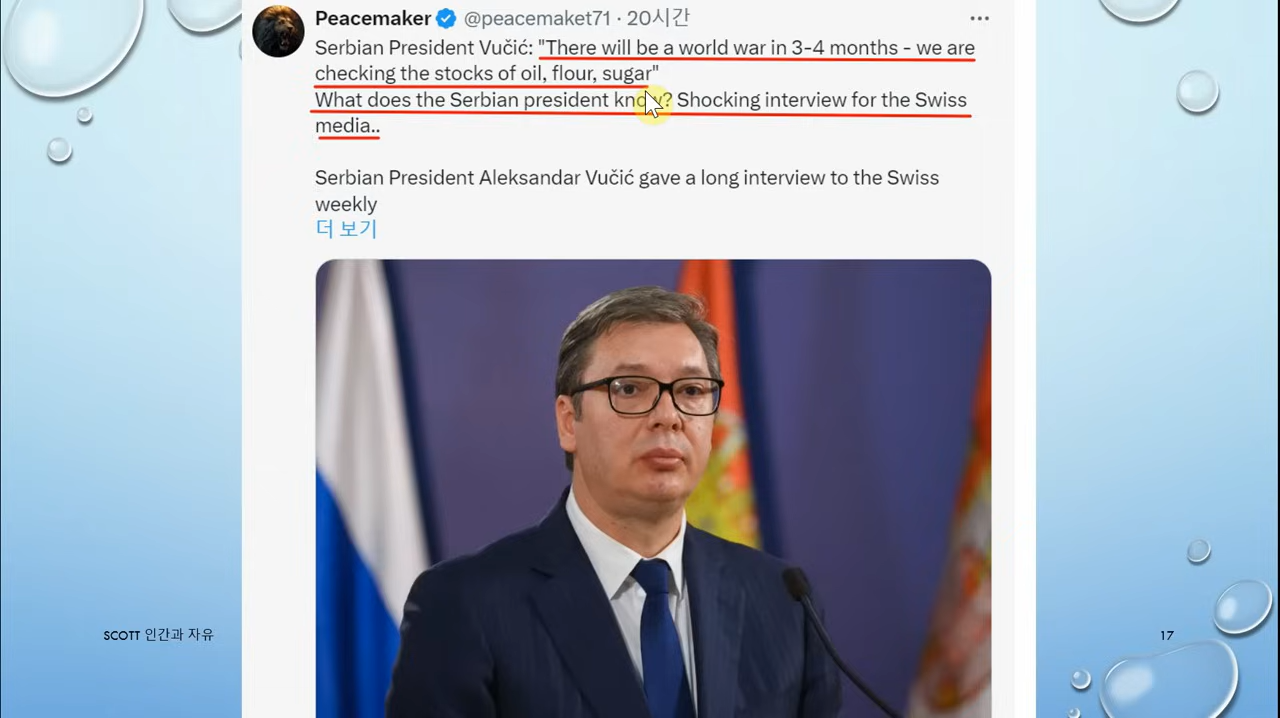 Peacemaker @peacemaket71 · 20시간
Serbian President Vučić: "There will be a world war in 3-4 months - we are
checking the stocks of oil, flour, sugar"
What does the Serbian president know? Shocking interview for the Swiss
media..
Serbian President Aleksandar Vučić gave a long interview to the Swiss
weekly
더 보기
SCOTT 인간과 자유
17